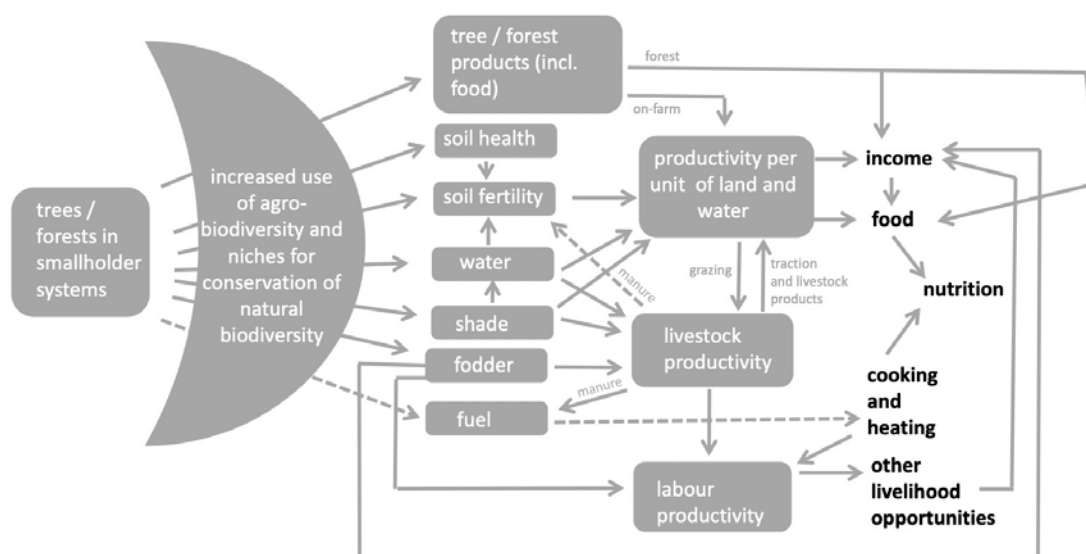 trees /
forests in
smallholder
systems
increased use
of agro-
biodiversity and
niches for
conservation of
natural
biodiversity
tree / forest
products (incl.
food)
soil health
soil fertility
water
shade
fodder
fuel
forest
on-farm
productivity per
unit of land and
water
grazing
traction
and livestock
products
manure
livestock
productivity
manure
labour
productivity
income
food
nutrition
cooking
and
heating
other
livelihood
opportunities